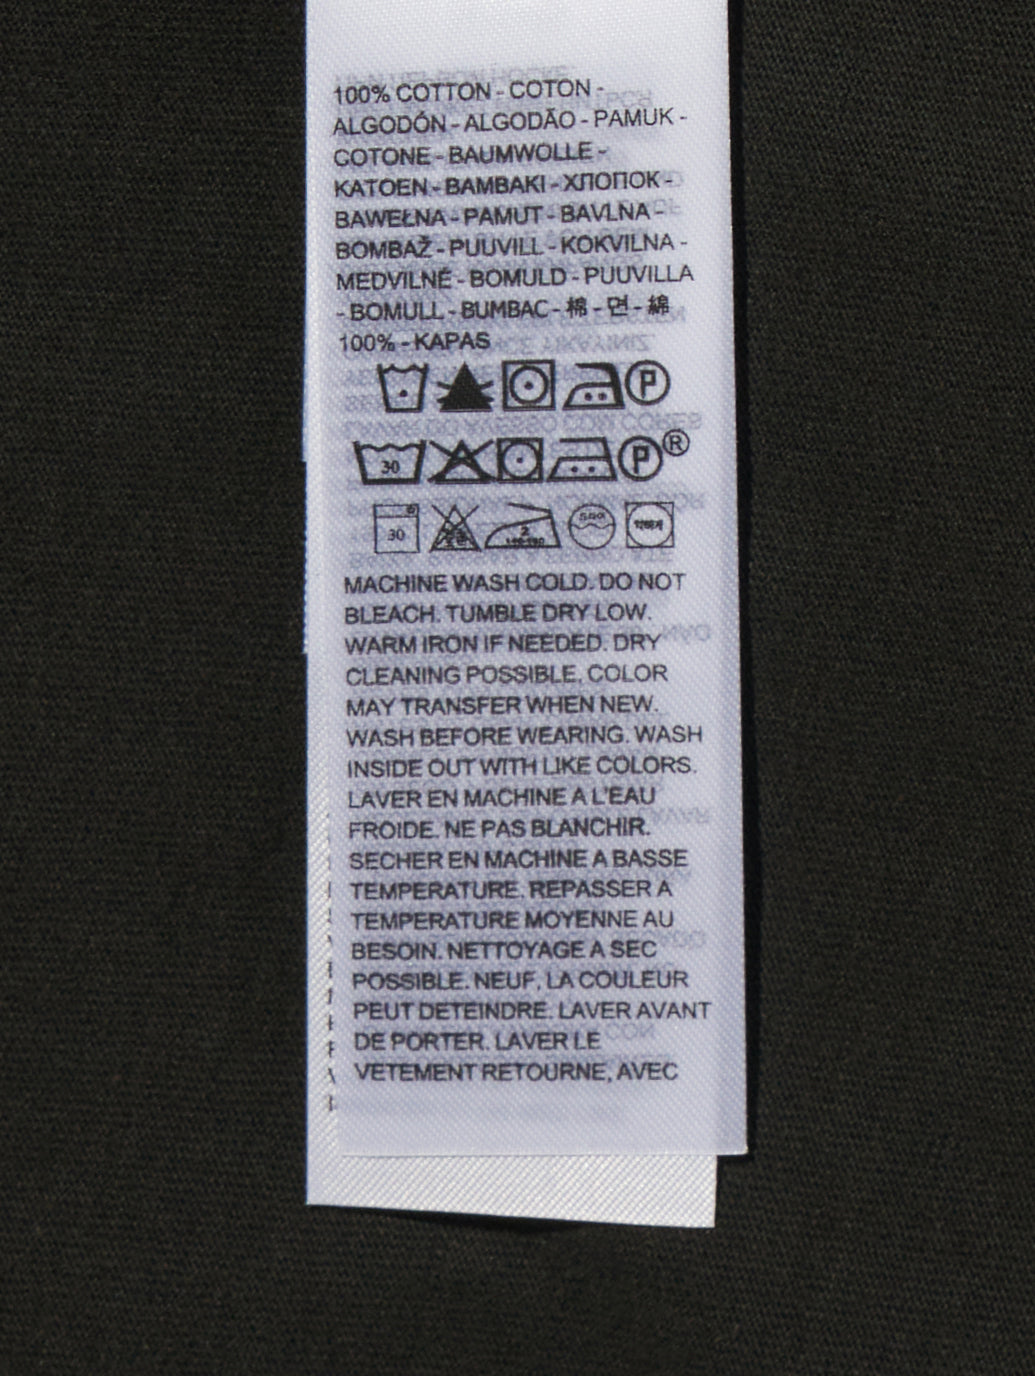 100% COTTON - COTON -
ALGODÓN - ALGODÃO - PAMUK -
COTONE - BAUMWOLLE -
KATOEN - BAMBAKI - ХЛОПОК -
BAWEŁNA - PAMUT - BAVLNA -
BOMBAŽ - PUUVILL - KOKVILNA -
MEDVILNĖ - BOMULD - PUUVILLA
- BOMULL - BUMBAC - 棉 - 면 - 綿
100% - KAPAS
P
30 P®
30 2
MACHINE WASH COLD. DO NOT
BLEACH. TUMBLE DRY LOW.
WARM IRON IF NEEDED. DRY
CLEANING POSSIBLE. COLOR
MAY TRANSFER WHEN NEW.
WASH BEFORE WEARING. WASH
INSIDE OUT WITH LIKE COLORS.
LAVER EN MACHINE A L'EAU
FROIDE. NE PAS BLANCHIR.
SECHER EN MACHINE A BASSE
TEMPERATURE. REPASSER A
TEMPERATURE MOYENNE AU
BESOIN. NETTOYAGE A SEC
POSSIBLE. NEUF, LA COULEUR
PEUT DETEINDRE. LAVER AVANT
DE PORTER. LAVER LE
VETEMENT RETOURNE, AVEC